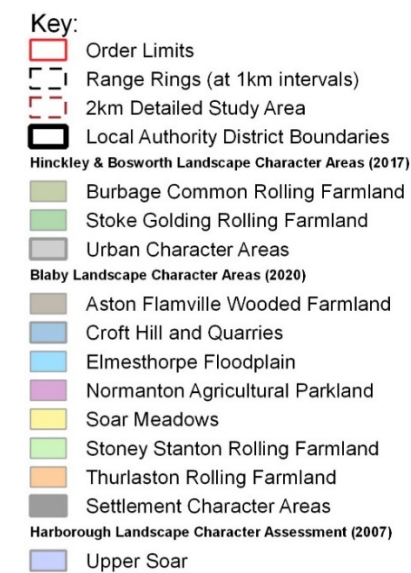 Key:
Order Limits
Range Rings (at 1km intervals)
2km Detailed Study Area
Local Authority District Boundaries
Hinckley & Bosworth Landscape Character Areas (2017)
Burbage Common Rolling Farmland
Stoke Golding Rolling Farmland
Urban Character Areas
Blaby Landscape Character Areas (2020)
Aston Flamville Wooded Farmland
Croft Hill and Quarries
Elmesthorpe Floodplain
Normanton Agricultural Parkland
Soar Meadows
Stoney Stanton Rolling Farmland
Thurlaston Rolling Farmland
Settlement Character Areas
Harborough Landscape Character Assessment (2007)
Upper Soar